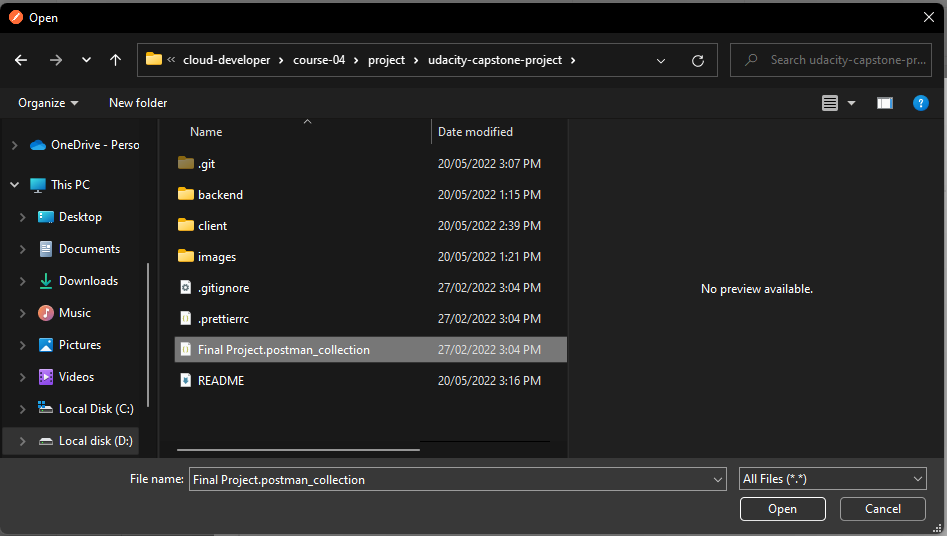 Open
cloud-developer course-04 project udacity-capstone-project
Search udacity-capstone-pr...
Organize New folder
Name Date modified
OneDrive - Perso
This PC
Desktop
Documents
Downloads
Music
Pictures
Videos
Local Disk (C:)
Local disk (D:)
.git 20/05/2022 3:07 PM
backend 20/05/2022 1:15 PM
client 20/05/2022 2:39 PM
images 20/05/2022 1:21 PM
.gitignore 27/02/2022 3:04 PM
.prettierrc 27/02/2022 3:04 PM
Final Project.postman_collection 27/02/2022 3:04 PM
README 20/05/2022 3:16 PM
No preview available.
File name: Final Project.postman_collection All Files (*.*)
Open Cancel